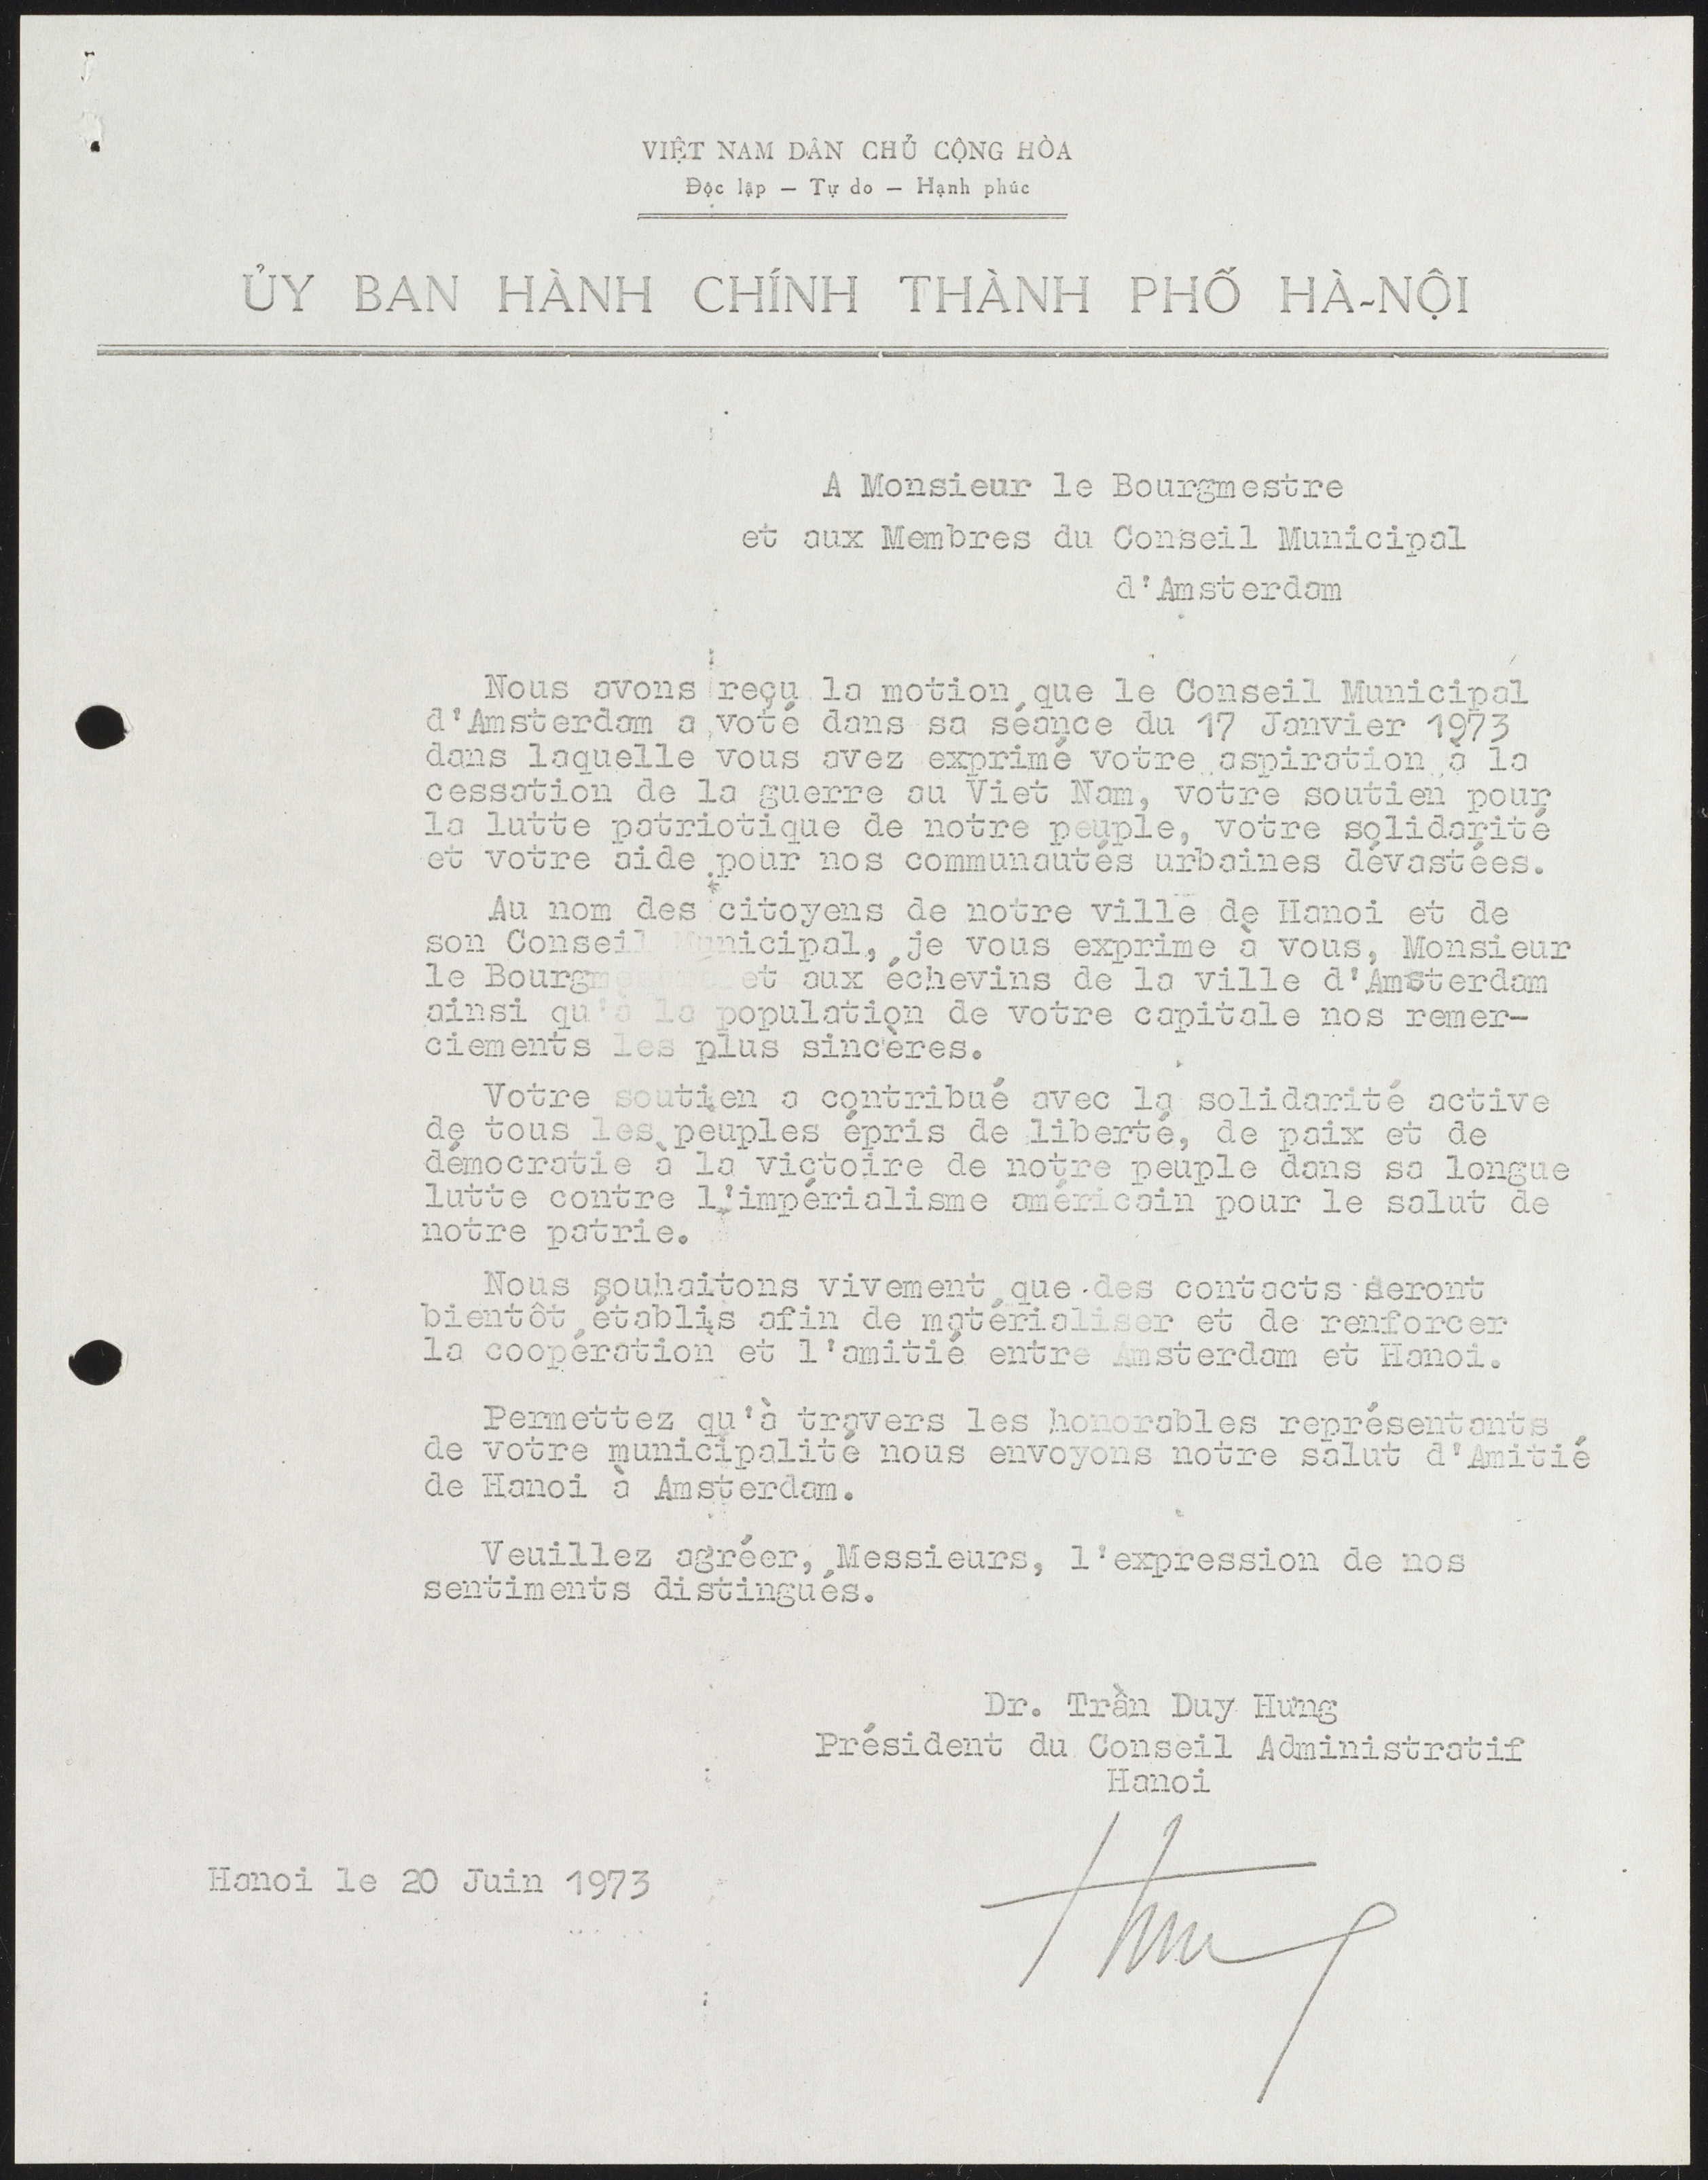 VIỆT NAM DÂN CHỦ CỘNG HÒA
Độc lập — Tự do — Hạnh phúc
ỦY BAN HÀNH CHÍNH THÀNH PHỐ HÀ-NỘI
A Monsieur le Bourgmestre
et aux Membres du Conseil Municipal
d'Amsterdam
Nous avons reçu la motion que le Conseil Municipal
d'Amsterdam a voté dans sa séance du 17 Janvier 1973
dans laquelle vous avez exprimé votre aspiration à la
cessation de la guerre au Viet Nam, votre soutien pour
la lutte patriotique de notre peuple, votre solidarité
et votre aide pour nos communautés urbaines dévastées.
Au nom des citoyens de notre ville de Hanoi et de
son Conseil Municipal, je vous exprime à vous, Monsieur
le Bourgmestre et aux échevins de la ville d'Amsterdam
ainsi qu'à la population de votre capitale nos remer-
ciements les plus sincères.
Votre soutien a contribué avec la solidarité active
de tous les peuples épris de liberté, de paix et de
démocratie à la victoire de notre peuple dans sa longue
lutte contre l'impérialisme américain pour le salut de
notre patrie.
Nous souhaitons vivement que des contacts seront
bientôt établis afin de matérialiser et de renforcer
la coopération et l'amitié entre Amsterdam et Hanoi.
Permettez qu'à travers les honorables représentants
de votre municipalité nous envoyons notre salut d'Amitié
de Hanoi à Amsterdam.
Veuillez agréer, Messieurs, l'expression de nos
sentiments distingués.
Dr. Trần Duy Hưng
Président du Conseil Administratif
Hanoi
Hanoi le 20 Juin 1973